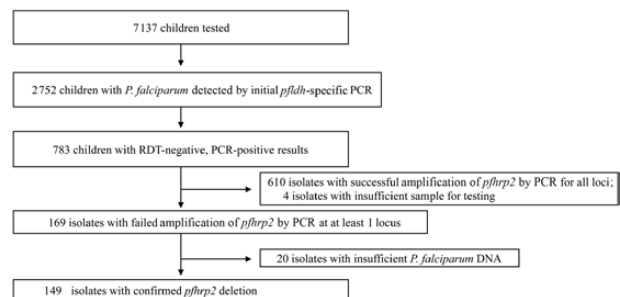 7137 children tested
2752 children with P. falciparum detected by initial pfldh-specific PCR
783 children with RDT-negative, PCR-positive results
610 isolates with successful amplification of pfhrp2 by PCR for all loci;
4 isolates with insufficient sample for testing
169 isolates with failed amplification of pfhrp2 by PCR at at least 1 locus
20 isolates with insufficient P. falciparum DNA
149 isolates with confirmed pfhrp2 deletion